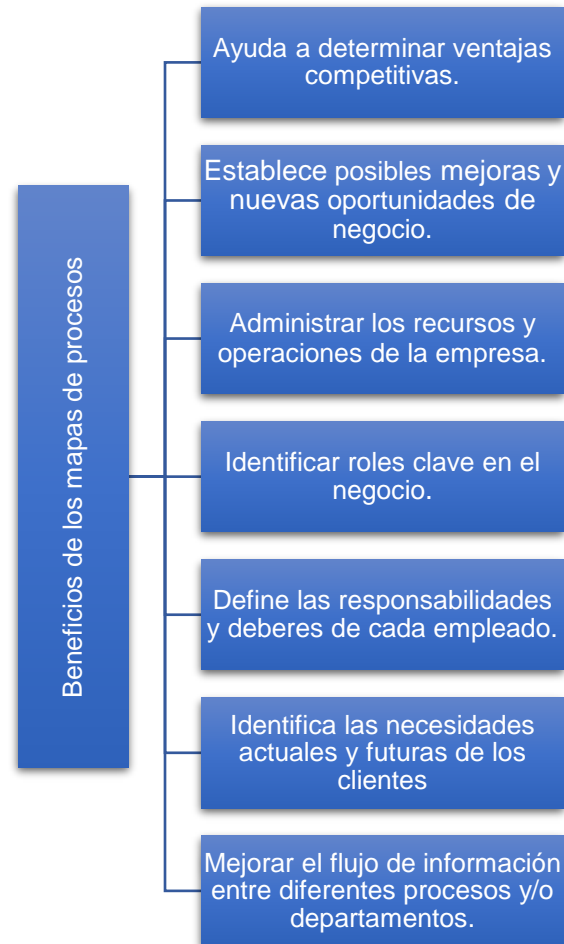 Beneficios de los mapas de procesos
Ayuda a determinar ventajas
competitivas.
Establece posibles mejoras y
nuevas oportunidades de
negocio.
Administrar los recursos y
operaciones de la empresa.
Identificar roles clave en el
negocio.
Define las responsabilidades
y deberes de cada empleado.
Identifica las necesidades
actuales y futuras de los
clientes
Mejorar el flujo de información
entre diferentes procesos y/o
departamentos.